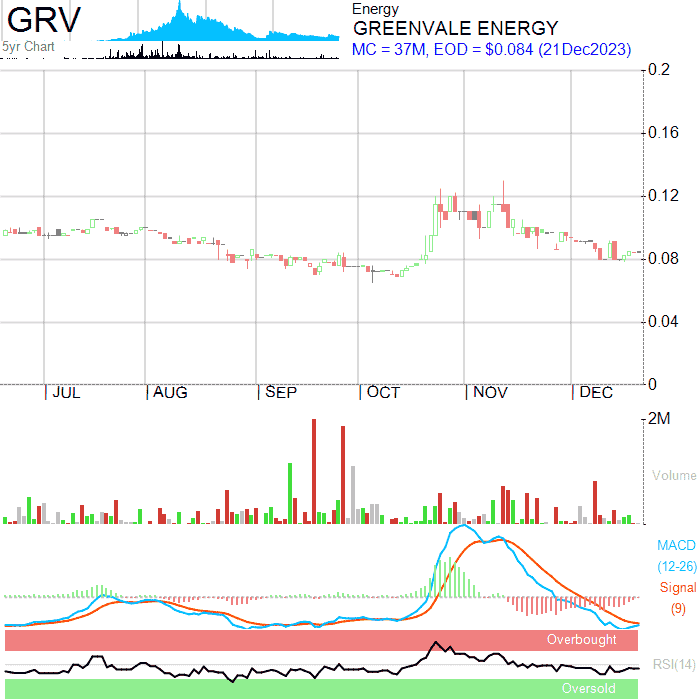 GRV
5yr Chart
Energy
GREENVALE ENERGY
MC = 37M, EOD = $0.084 (21Dec2023)
0.2
0.16
0.12
0.08
0.04
0
JUL AUG SEP OCT NOV DEC
2M
Volume
MACD
(12-26)
Signal
(9)
Overbought
RSI(14)
Oversold